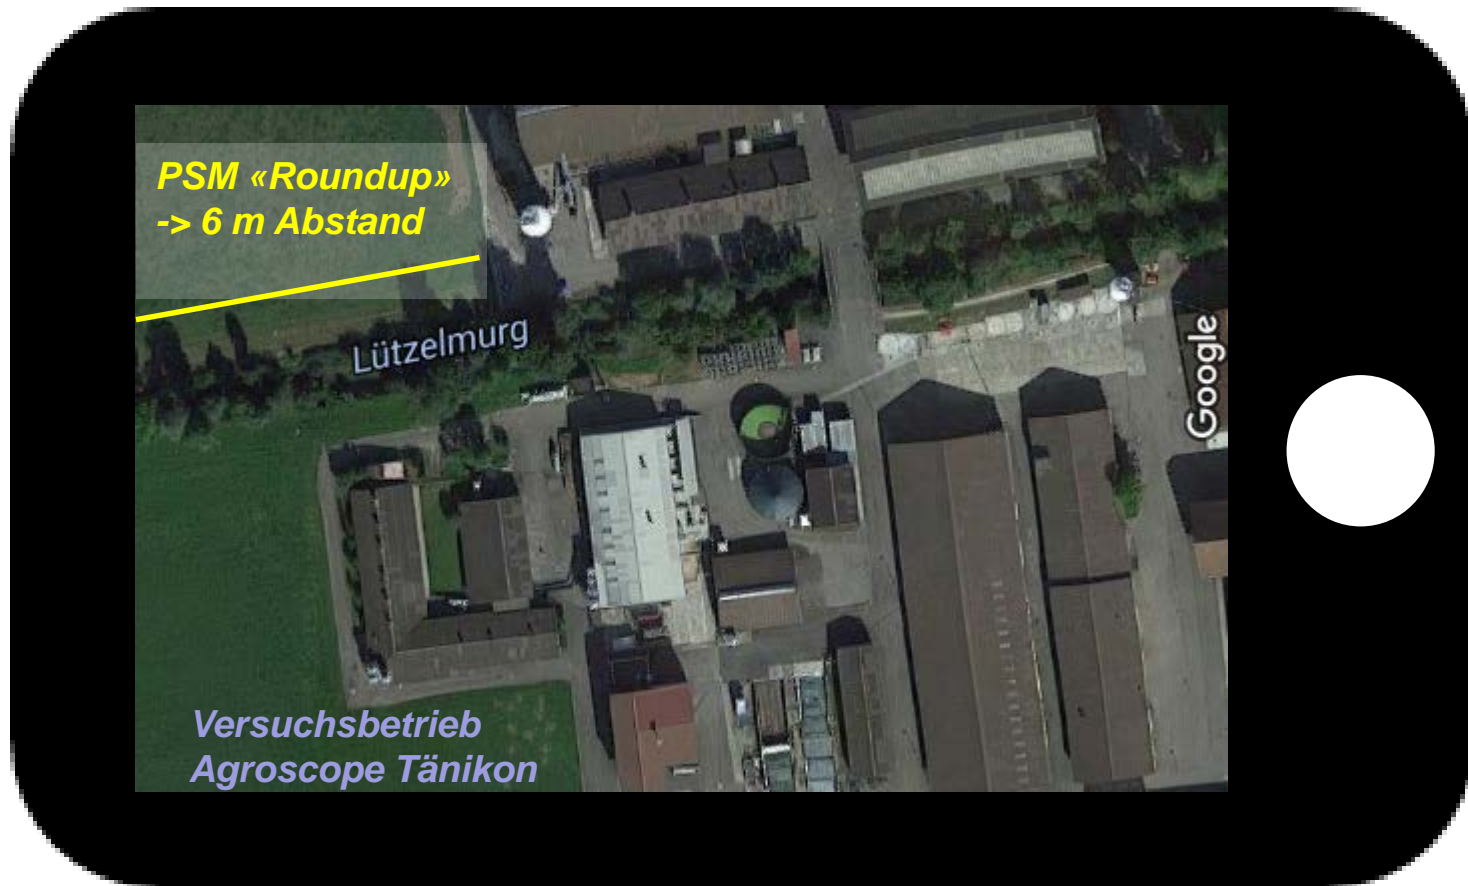 PSM «Roundup»
-> 6 m Abstand
Lützelmurg
Google
Versuchsbetrieb
Agroscope Tänikon